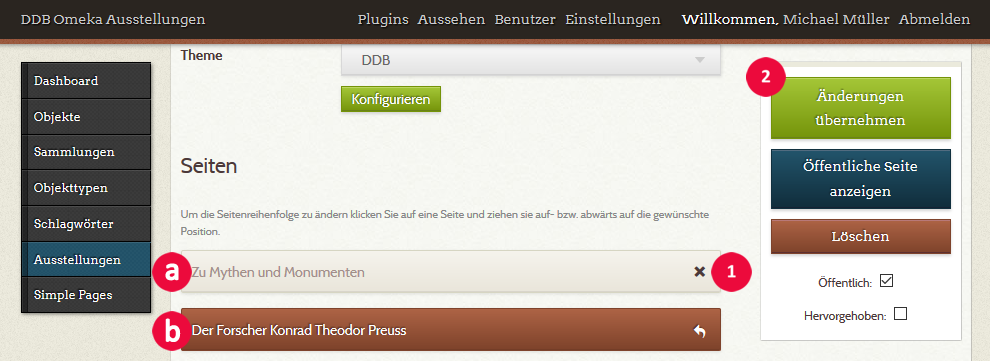 DDB Omeka Ausstellungen
Plugins Aussehen Benutzer Einstellungen Willkommen, Michael Müller Abmelden
Dashboard
Objekte
Sammlungen
Objekttypen
Schlagwörter
Ausstellungen
Simple Pages
Theme
DDB
Konfigurieren
Seiten
Um die Seitenreihenfolge zu ändern klicken Sie auf eine Seite und ziehen sie auf- bzw. abwärts auf die gewünschte
Position.
a
Zu Mythen und Monumenten
1
b
Der Forscher Konrad Theodor Preuss
2
Änderungen
übernehmen
Öffentliche Seite
anzeigen
Löschen
Öffentlich:
Hervorgehoben: